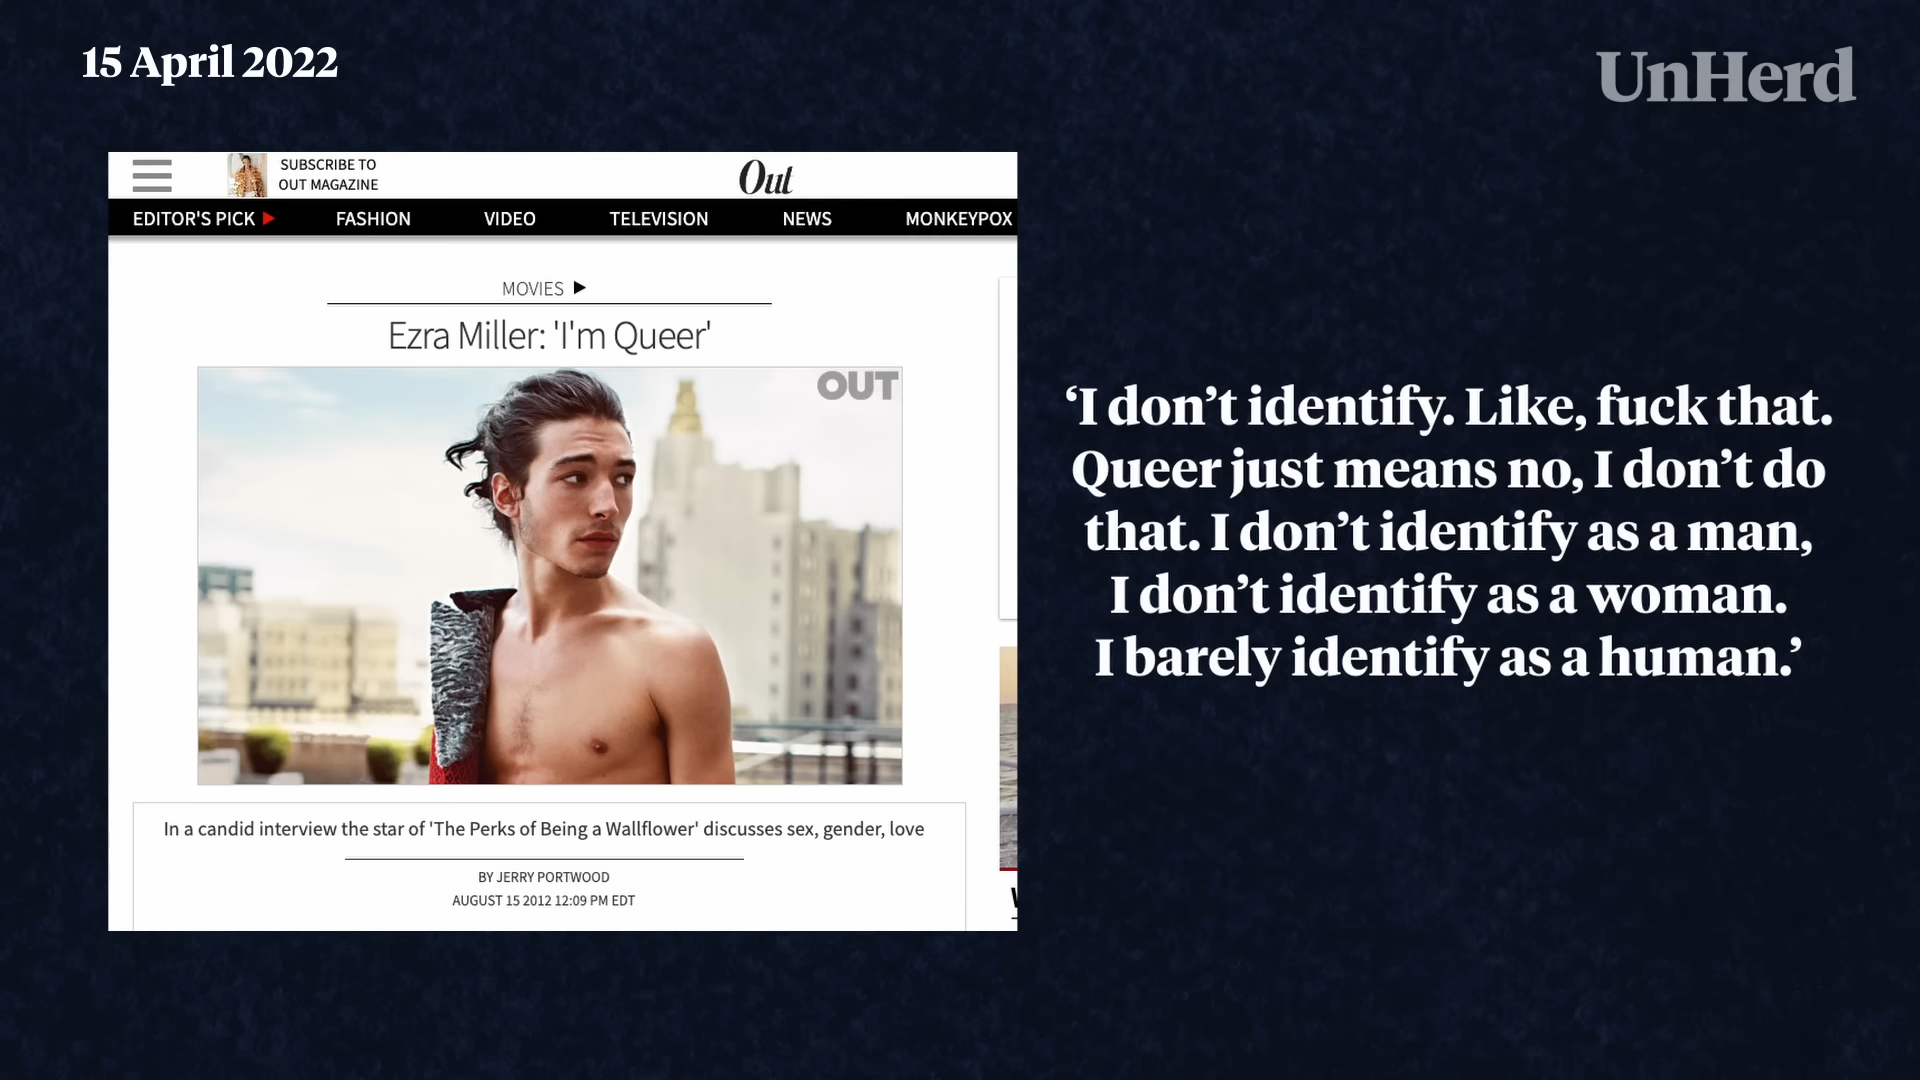 15 April 2022
UnHerd
SUBSCRIBE TO
OUT MAGAZINE
Out
EDITOR'S PICK
FASHION
VIDEO
TELEVISION
NEWS
MONKEYPOX
MOVIES
Ezra Miller: 'I'm Queer'
OUT
In a candid interview the star of 'The Perks of Being a Wallflower' discusses sex, gender, love
BY JERRY PORTWOOD
AUGUST 15 2012 12:09 PM EDT
‘I don’t identify. Like, fuck that.
Queer just means no, I don’t do
that. I don’t identify as a man,
I don’t identify as a woman.
I barely identify as a human.’